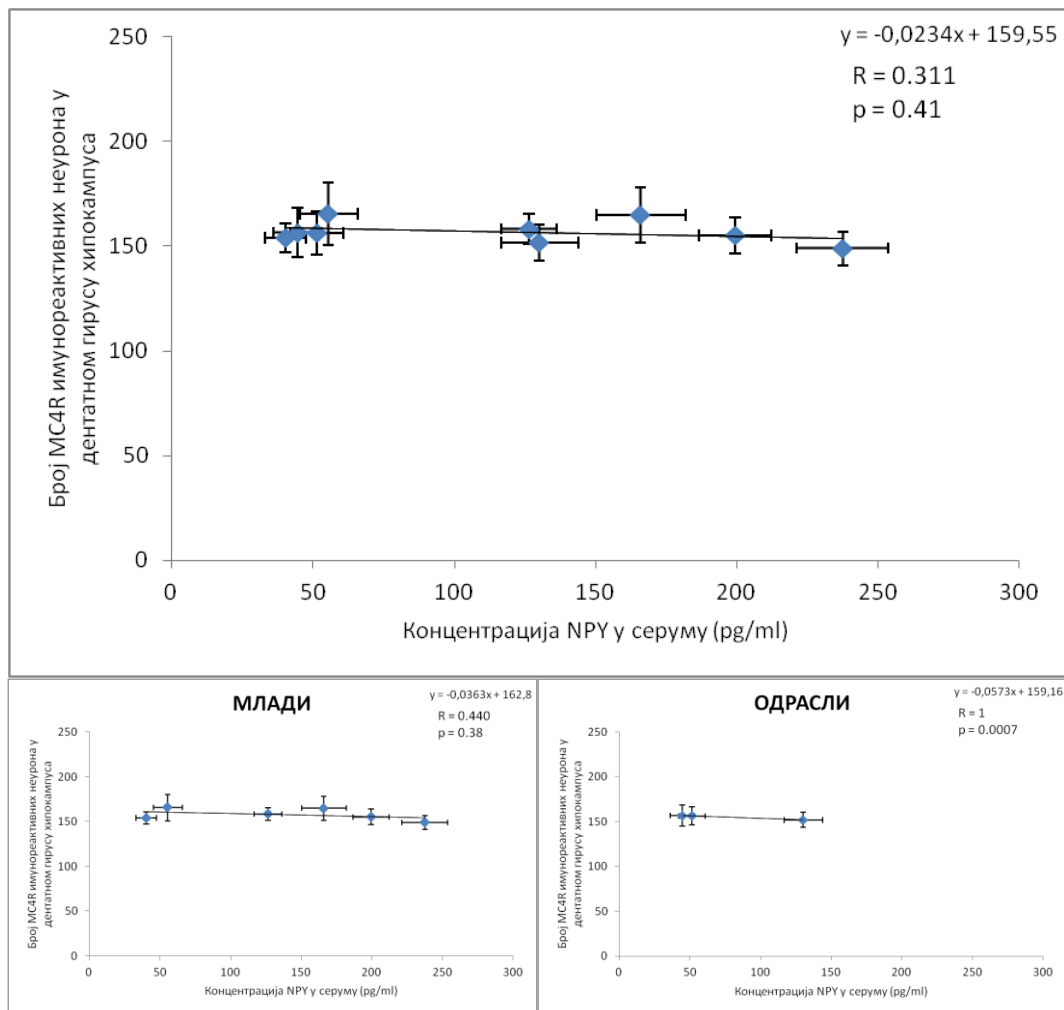 y = -0,0234x + 159,55
R = 0.311
p = 0.41
Број MC4R имунореактивних неурона у
дентатном гирусу хипокампуса
250
200
150
100
50
0
0 50 100 150 200 250 300
Концентрација NPY у серуму (pg/ml)
МЛАДИ
y = -0,0363x + 162,8
R = 0.440
p = 0.38
Број MC4R имунореактивних неурона у
дентатном гирусу хипокампуса
250
200
150
100
50
0
0 50 100 150 200 250 300
Концентрација NPY у серуму (pg/ml)
ОДРАСЛИ
y = -0,0573x + 159,16
R = 1
p = 0.0007
Број MC4R имунореактивних неурона у
дентатном гирусу хипокампуса
250
200
150
100
50
0
0 50 100 150 200 250 300
Концентрација NPY у серуму (pg/ml)